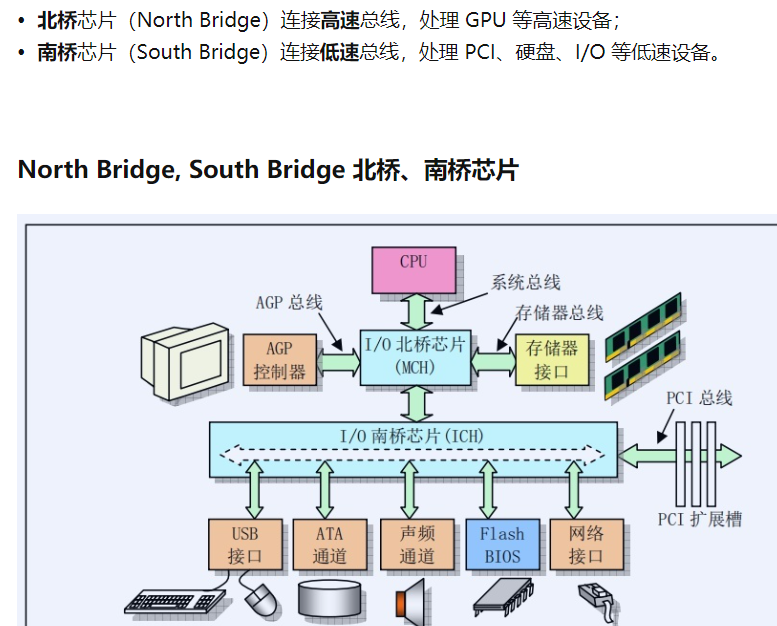 • 北桥芯片（North Bridge）连接高速总线，处理 GPU 等高速设备；
• 南桥芯片（South Bridge）连接低速总线，处理 PCI、硬盘、I/O 等低速设备。
North Bridge, South Bridge 北桥、南桥芯片
CPU
系统总线
AGP 总线
存储器总线
AGP
控制器
I/O 北桥芯片
(MCH)
存储器
接口
PCI 总线
I/O 南桥芯片(ICH)
PCI 扩展槽
USB
接口
ATA
通道
声频
通道
Flash
BIOS
网络
接口